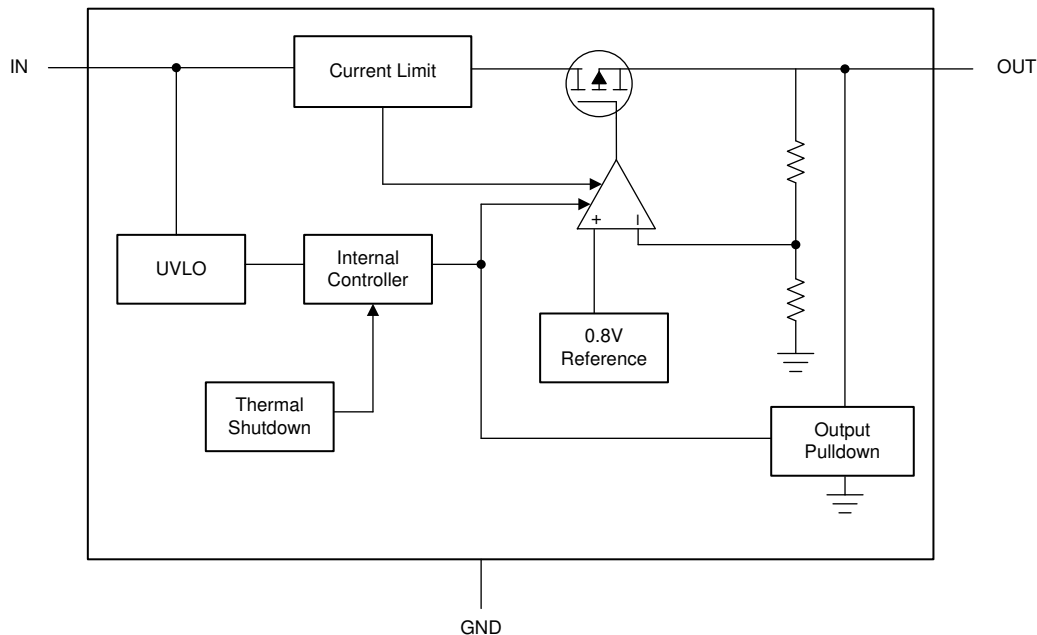 IN
Current Limit
OUT
+
–
UVLO
Internal
Controller
0.8V
Reference
Thermal
Shutdown
Output
Pulldown
GND